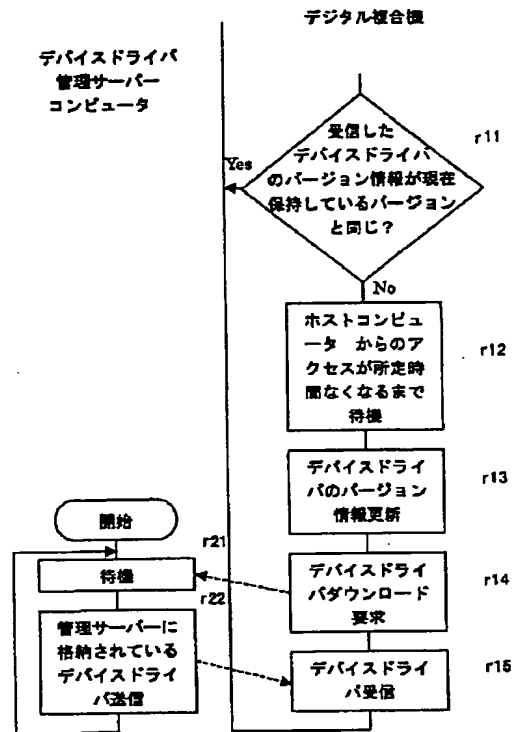 デジタル複合機
デバイスドライバ
管理サーバー
コンピュータ
受信した
デバイスドライバ
のバージョン情報が現在
保持しているバージョン
と同じ?
r11
Yes
No
ホストコンピュ
ータ からのア
クセスが所定時
間なくなるまで
待機
r12
デバイスドライ
バのバージョン
情報更新
r13
開始
r21
待機
デバイスドライ
バダウンロード
要求
r14
r22
管理サーバーに
格納されている
デバイスドライ
バ送信
デバイスドライ
バ受信
r15